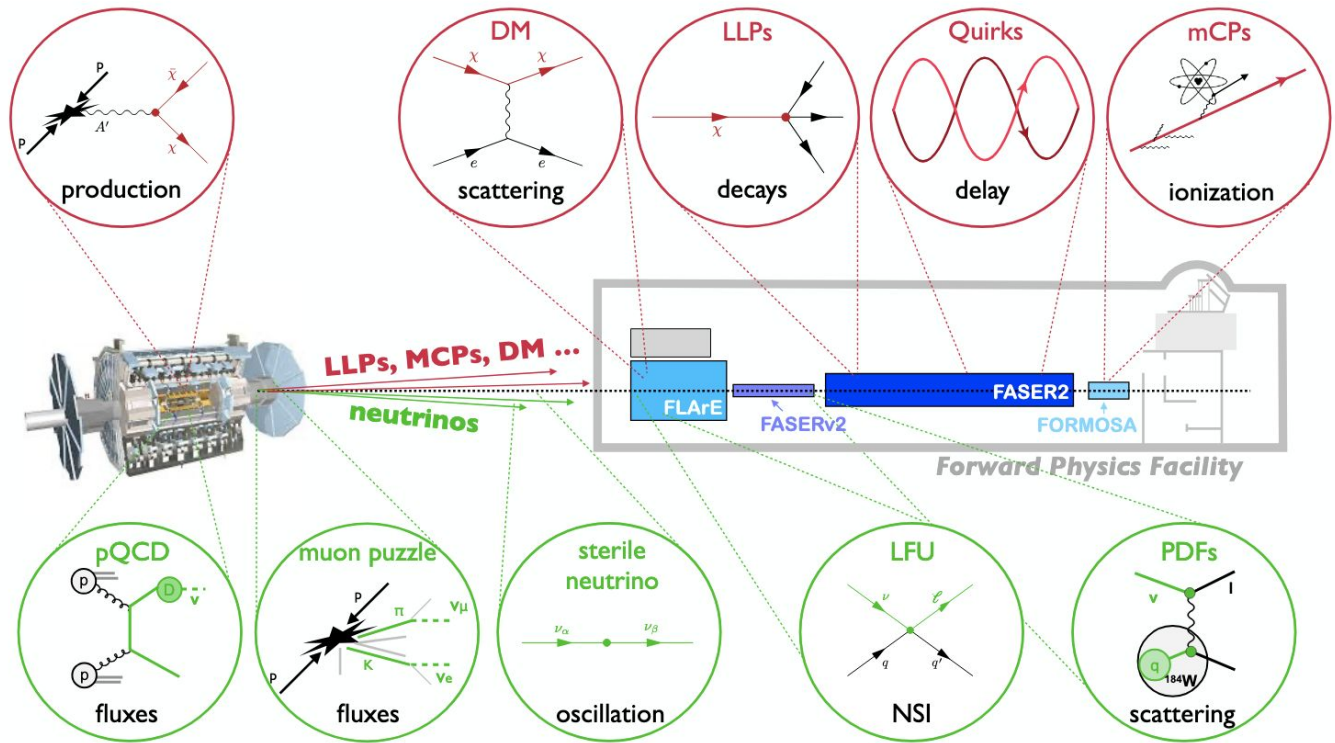 P
P
A′
χ̄
χ
production
DM
χ
χ
e
e
scattering
LLPs
χ
decays
Quirks
delay
mCPs
ionization
LLPs, MCPs, DM ...
neutrinos
FLArE
FASERν2
FASER2
FORMOSA
Forward Physics Facility
pQCD
p
D
ν
p
fluxes
muon puzzle
P
π
νμ
K
νe
P
fluxes
sterile
neutrino
να
νβ
oscillation
LFU
ν
ℓ
q
q′
NSI
PDFs
ν
l
q
184W
scattering